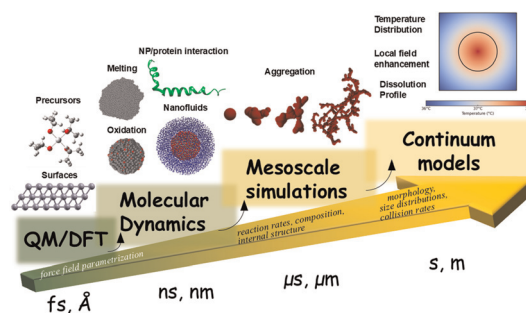 NP/protein interaction
Melting
Precursors
Oxidation
Nanofluids
Surfaces
Aggregation
Temperature
Distribution
Local field
enhancement
Dissolution
Profile
37°C
Temperature (°C)
QM/DFT
Molecular
Dynamics
Mesoscale
simulations
Continuum
models
force field parametrization
reaction rates, composition,
internal structure
morphology,
size distributions,
collision rates
fs, Å
ns, nm
μs, μm
s, m